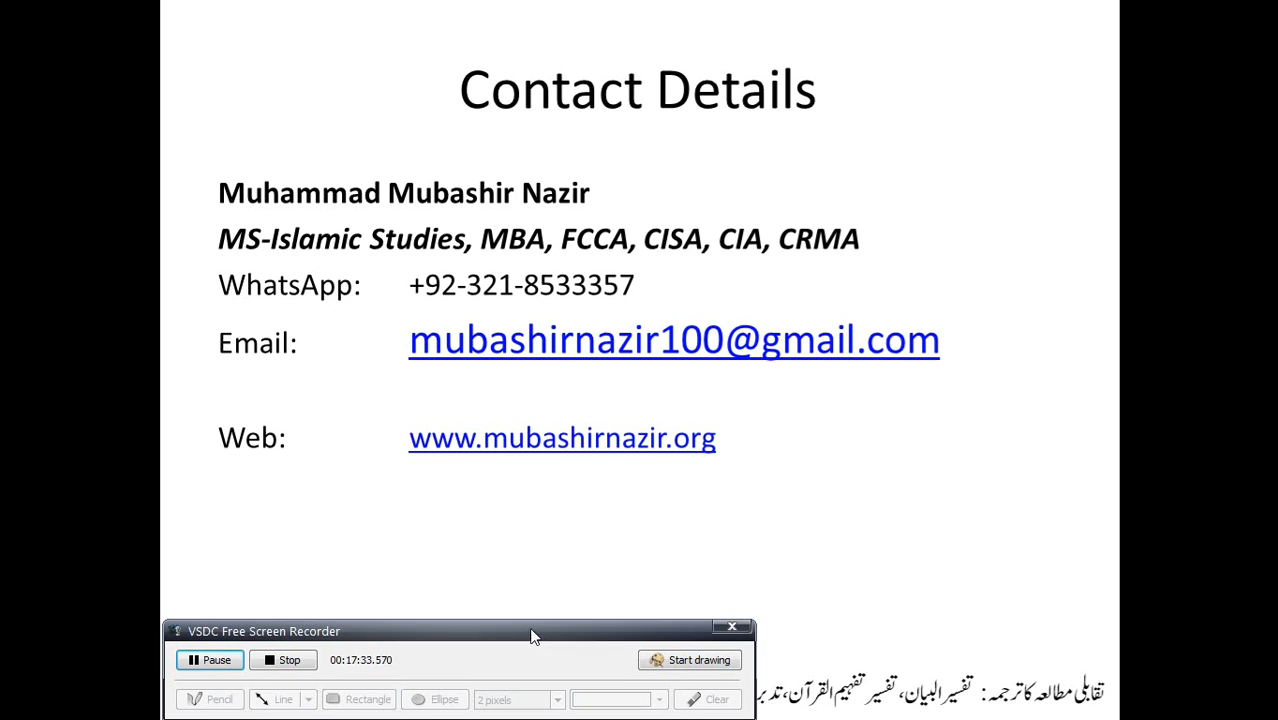 Contact Details
Muhammad Mubashir Nazir
MS-Islamic Studies, MBA, FCCA, CISA, CIA, CRMA
WhatsApp: +92-321-8533357
Email: mubashirnazir100@gmail.com
Web: www.mubashirnazir.org
VSDC Free Screen Recorder
Pause Stop 00:17:33.570 Start drawing
Pencil Line Rectangle Ellipse 2 pixels Clear
تقابلی مطالعہ کا ترجمہ: تفسیر البیان، تفسیر تفہیم القرآن، تدبر